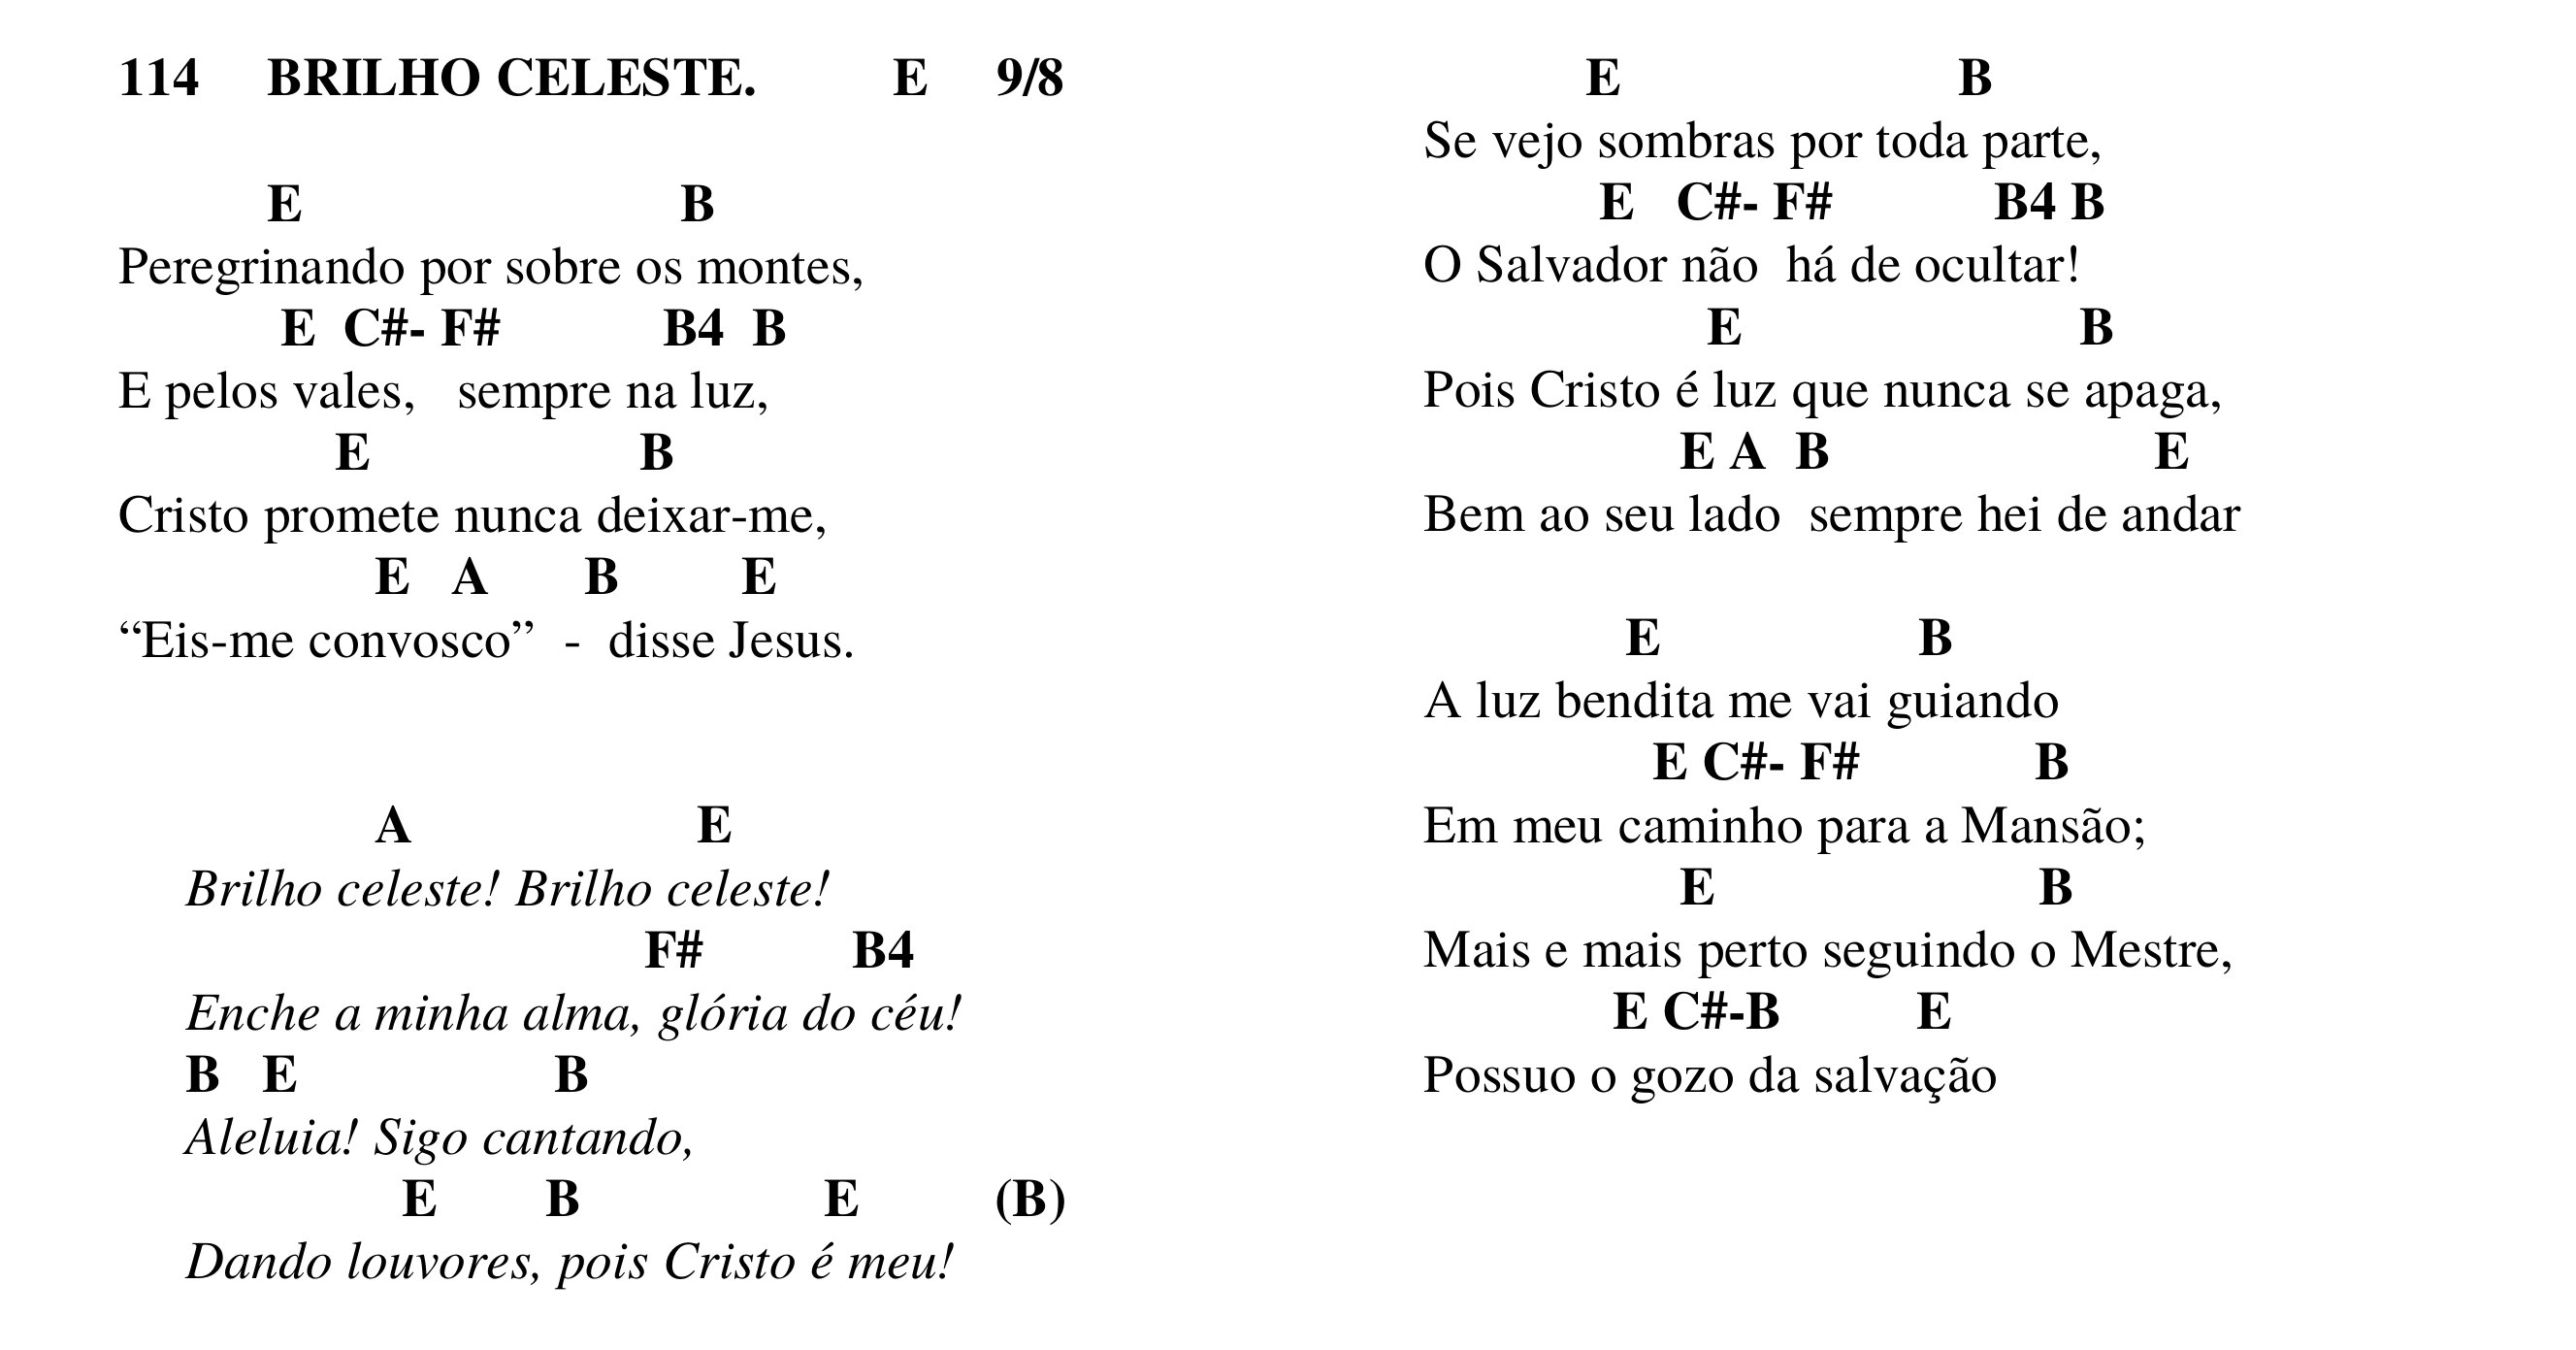 114 BRILHO CELESTE. E 9/8
E B
Peregrinando por sobre os montes,
E C#- F# B4 B
E pelos vales, sempre na luz,
E B
Cristo promete nunca deixar-me,
E A B E
“Eis-me convosco” - disse Jesus.
A E
Brilho celeste! Brilho celeste!
F# B4
Enche a minha alma, glória do céu!
B E B
Aleluia! Sigo cantando,
E B E (B)
Dando louvores, pois Cristo é meu!
E B
Se vejo sombras por toda parte,
E C#- F# B4 B
O Salvador não há de ocultar!
E B
Pois Cristo é luz que nunca se apaga,
E A B E
Bem ao seu lado sempre hei de andar
E B
A luz bendita me vai guiando
E C#- F# B
Em meu caminho para a Mansão;
E B
Mais e mais perto seguindo o Mestre,
E C#-B E
Possuo o gozo da salvação